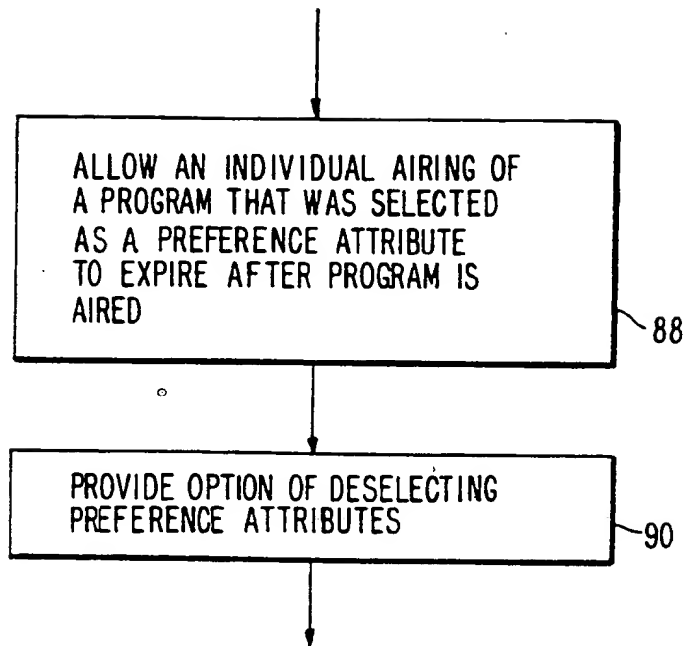 ALLOW AN INDIVIDUAL AIRING OF
A PROGRAM THAT WAS SELECTED
AS A PREFERENCE ATTRIBUTE
TO EXPIRE AFTER PROGRAM IS
AIRED
88
PROVIDE OPTION OF DESELECTING
PREFERENCE ATTRIBUTES
90